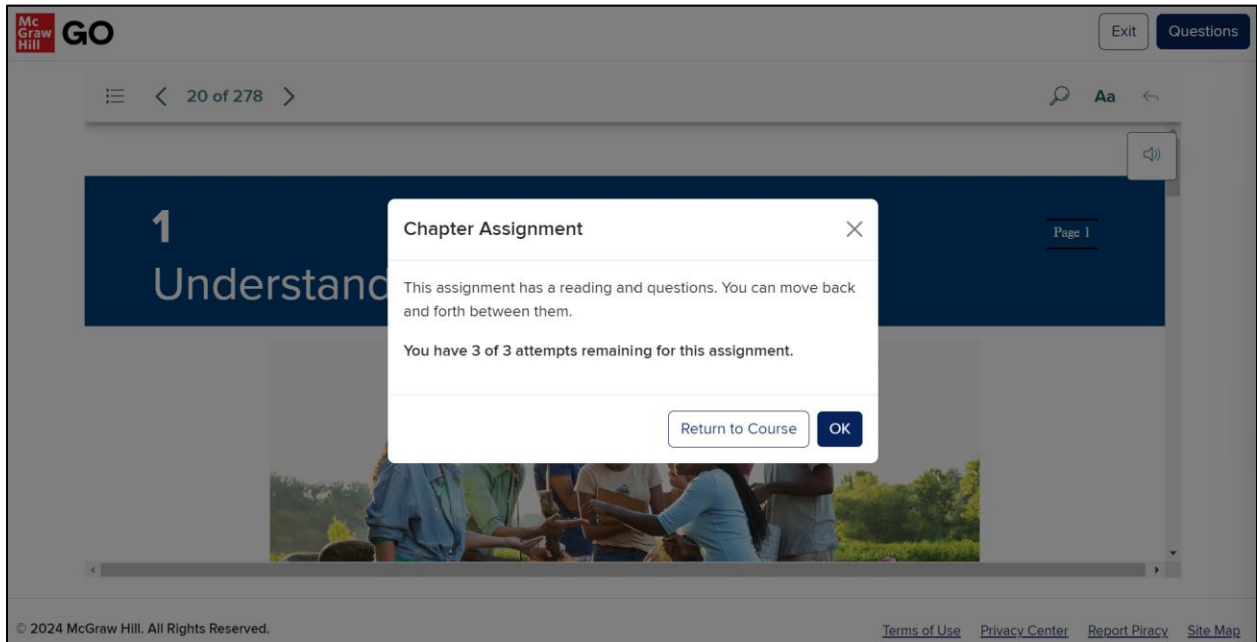 Mc
Graw
Hill
GO
Exit
Questions
20 of 278
Aa
1
Understand
Page 1
Chapter Assignment
This assignment has a reading and questions. You can move back
and forth between them.
You have 3 of 3 attempts remaining for this assignment.
Return to Course
OK
© 2024 McGraw Hill. All Rights Reserved.
Terms of Use
Privacy Center
Report Piracy
Site Map